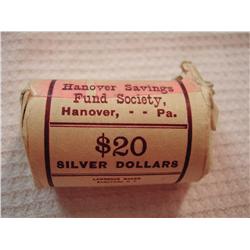 Hanover Savings
Fund Society,
Hanover, - - Pa.
$20
SILVER DOLLARS